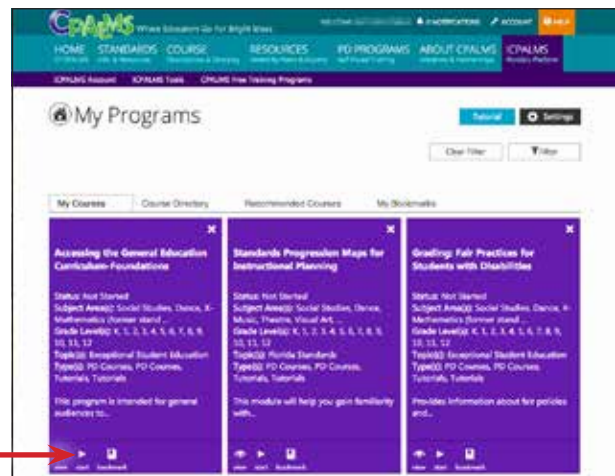 CPALMS Where Educators Go For Bright Ideas
NOTIFICATIONS ACCOUNT HELP
HOME STANDARDS COURSE RESOURCES PD PROGRAMS ABOUT CPALMS ICPALMS
ICPALMS Account ICPALMS Tools CPALMS Free Training Programs
My Programs
Tutorial Settings
Clear Filter Filter
My Courses Course Directory Recommended Courses My Bookmarks
Accessing the General Education
Curriculum-Foundations
Status: Not Started
Subject Area(s): Social Studies, Dance, X-
Mathematics (former stand...
Grade Level(s): K, 1, 2, 3, 4, 5, 6, 7, 8, 9,
10, 11, 12
Topic(s): Exceptional Student Education
Type(s): PD Courses, PD Courses,
Tutorials, Tutorials
This program is intended for general
audiences to...
view start bookmark
Standards Progression Maps for
Instructional Planning
Status: Not Started
Subject Area(s): Social Studies, Dance,
Music, Theatre, Visual Art, ...
Grade Level(s): K, 1, 2, 3, 4, 5, 6, 7, 8, 9,
10, 11, 12
Topic(s): Florida Standards
Type(s): PD Courses, PD Courses,
Tutorials, Tutorials
This module will help you gain familiarity
with...
view start bookmark
Grading: Fair Practices for
Students with Disabilities
Status: Not Started
Subject Area(s): Social Studies, Dance, X-
Mathematics (former stand ...
Grade Level(s): K, 1, 2, 3, 4, 5, 6, 7, 8, 9,
10, 11, 12
Topic(s): Exceptional Student Education
Type(s): PD Courses, PD Courses,
Tutorials, Tutorials
Provides information about fair policies
and...
view start bookmark